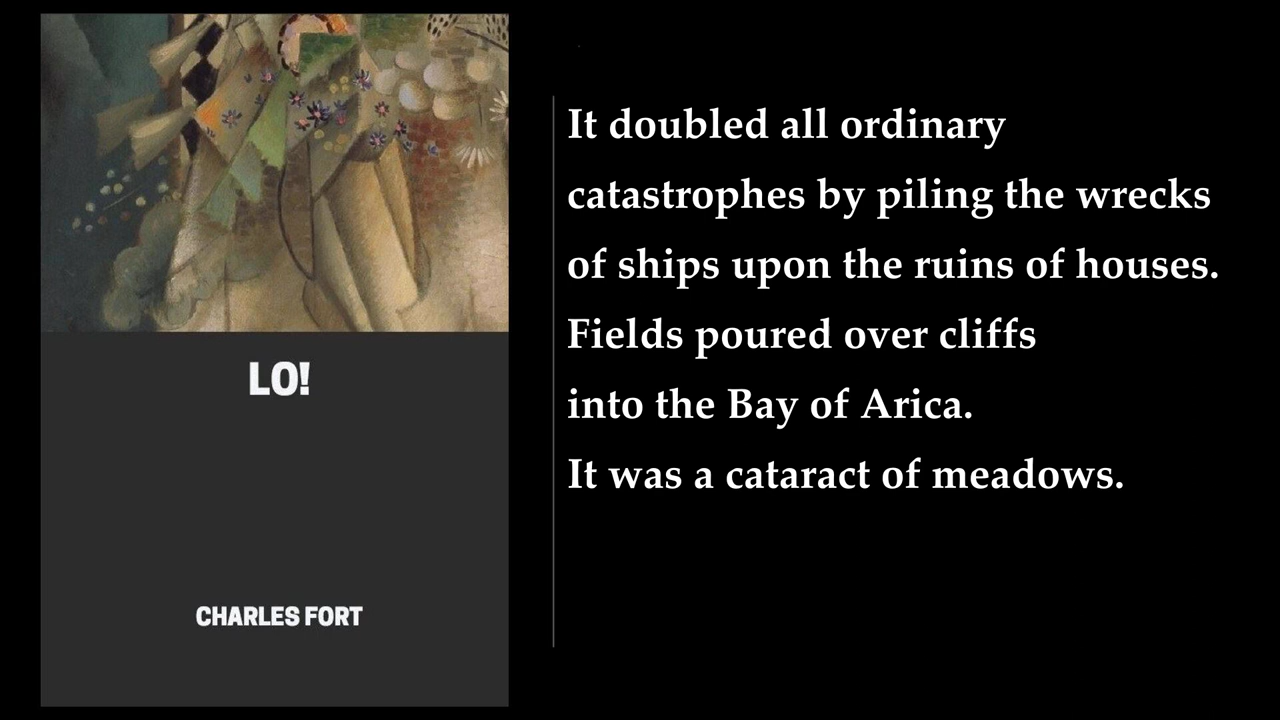 LO!
CHARLES FORT
It doubled all ordinary
catastrophes by piling the wrecks
of ships upon the ruins of houses.
Fields poured over cliffs
into the Bay of Arica.
It was a cataract of meadows.